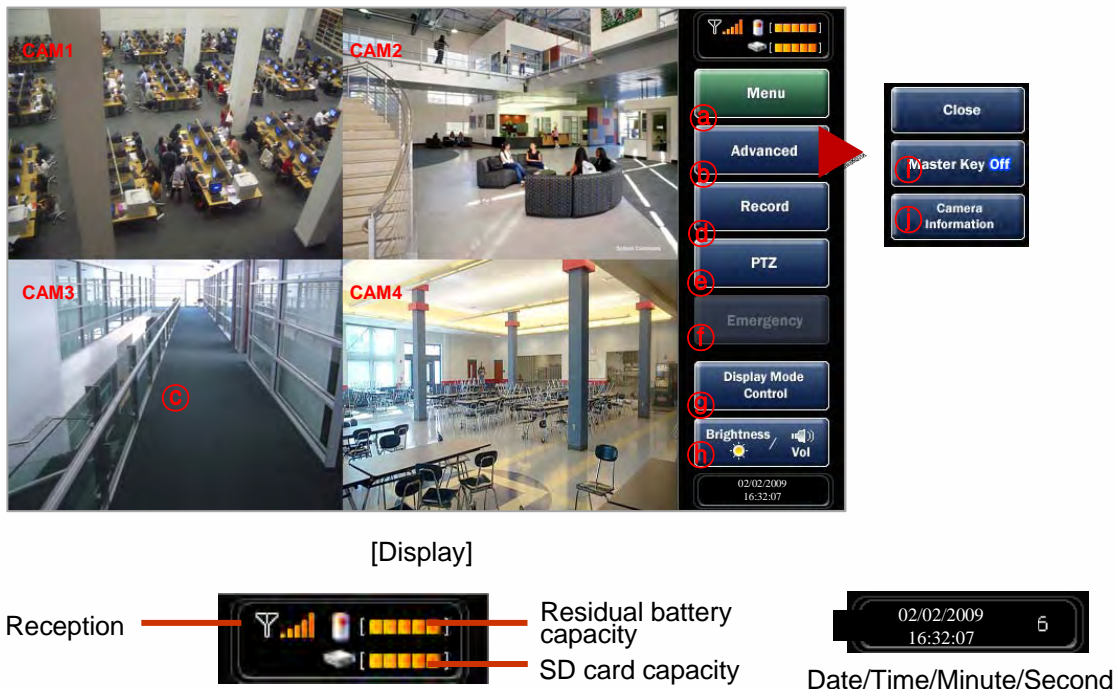 CAM1
CAM2
CAM3
CAM4
Menu
ⓐ
Advanced
ⓑ
Record
ⓓ
PTZ
ⓔ
Emergency
ⓕ
Display Mode
Control
ⓖ
Brightness / Vol
ⓗ
02/02/2009
16:32:07
ⓒ
Close
Master Key Off
ⓘ
Camera
Information
ⓙ
[Display]
Reception
Residual battery
capacity
SD card capacity
02/02/2009
16:32:07
6
Date/Time/Minute/Second